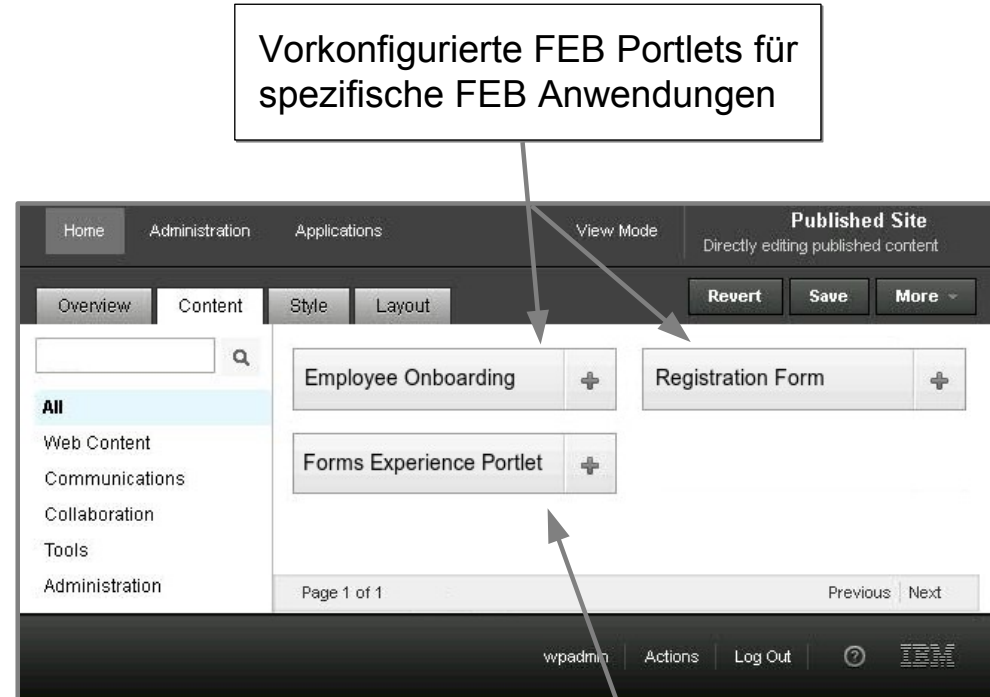 Vorkonfigurierte FEB Portlets für
spezifische FEB Anwendungen
Home Administration Applications View Mode Published Site
Directly editing published content
Overview Content Style Layout Revert Save More
Employee Onboarding Registration Form
All
Web Content
Forms Experience Portlet
Communications
Collaboration
Tools
Administration
Page 1 of 1 Previous Next
wpadmin Actions Log Out ? IBM